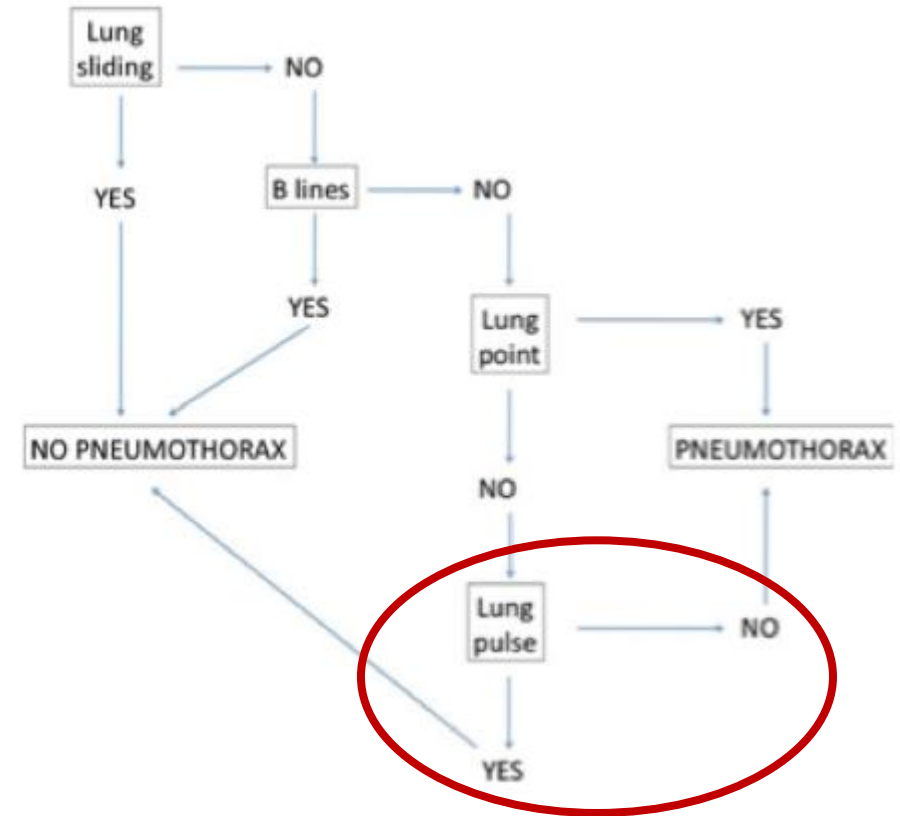 Lung
sliding
NO
YES
B lines
NO
YES
Lung
point
YES
NO PNEUMOTHORAX
PNEUMOTHORAX
NO
Lung
pulse
NO
YES